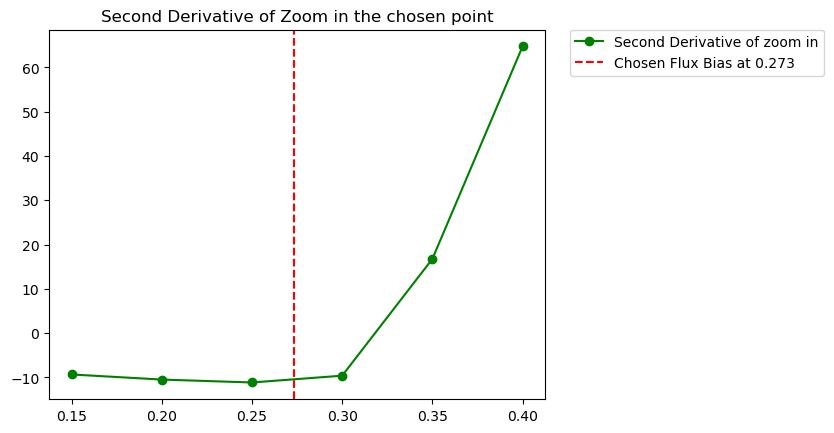 Second Derivative of Zoom in the chosen point
Second Derivative of zoom in
Chosen Flux Bias at 0.273
60
50
40
30
20
10
0
−10
0.15 0.20 0.25 0.30 0.35 0.40